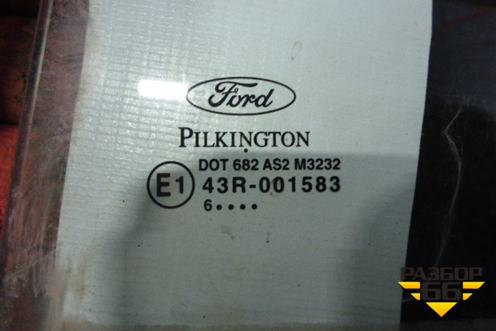 Ford
PILKINGTON
DOT 682 AS2 M3232
E1 43R-001583
6••••
РАЗБОР
66